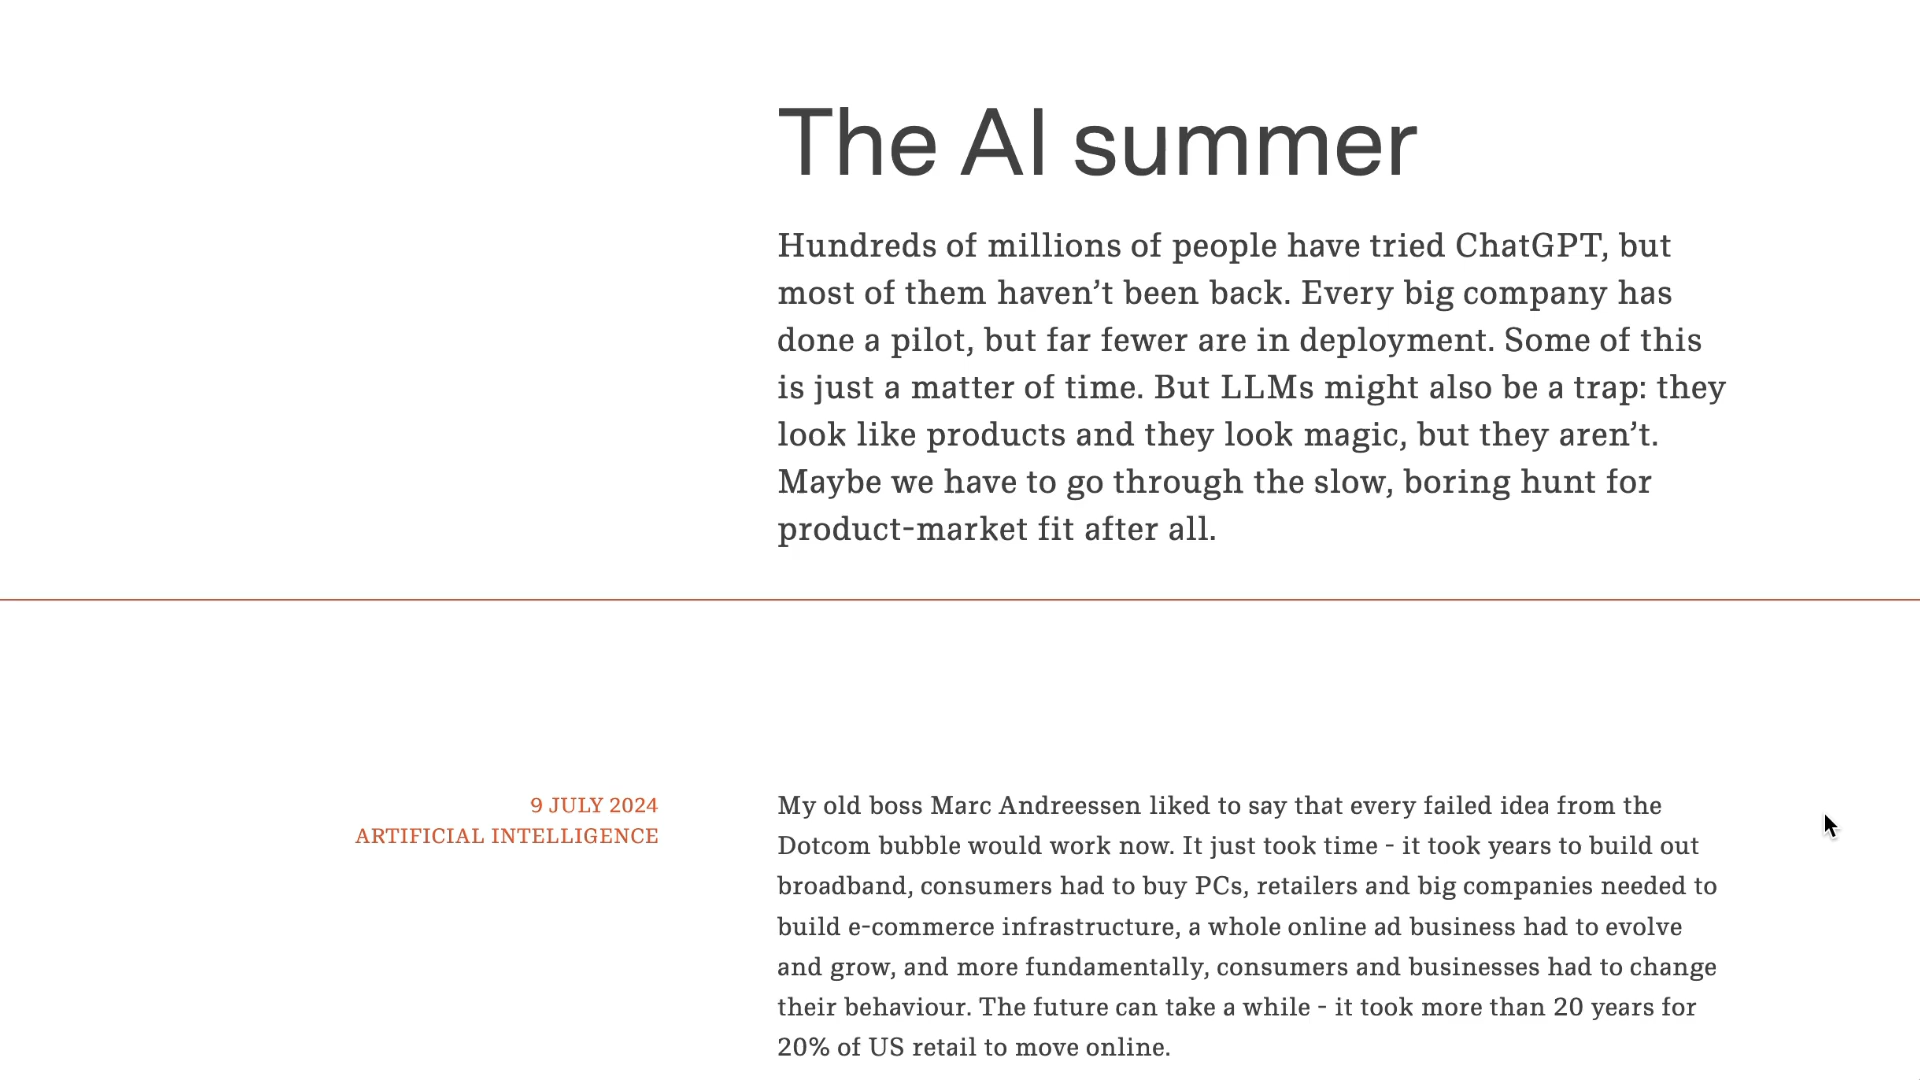 The AI summer
Hundreds of millions of people have tried ChatGPT, but
most of them haven’t been back. Every big company has
done a pilot, but far fewer are in deployment. Some of this
is just a matter of time. But LLMs might also be a trap: they
look like products and they look magic, but they aren’t.
Maybe we have to go through the slow, boring hunt for
product-market fit after all.
9 JULY 2024
ARTIFICIAL INTELLIGENCE
My old boss Marc Andreessen liked to say that every failed idea from the
Dotcom bubble would work now. It just took time - it took years to build out
broadband, consumers had to buy PCs, retailers and big companies needed to
build e-commerce infrastructure, a whole online ad business had to evolve
and grow, and more fundamentally, consumers and businesses had to change
their behaviour. The future can take a while - it took more than 20 years for
20% of US retail to move online.